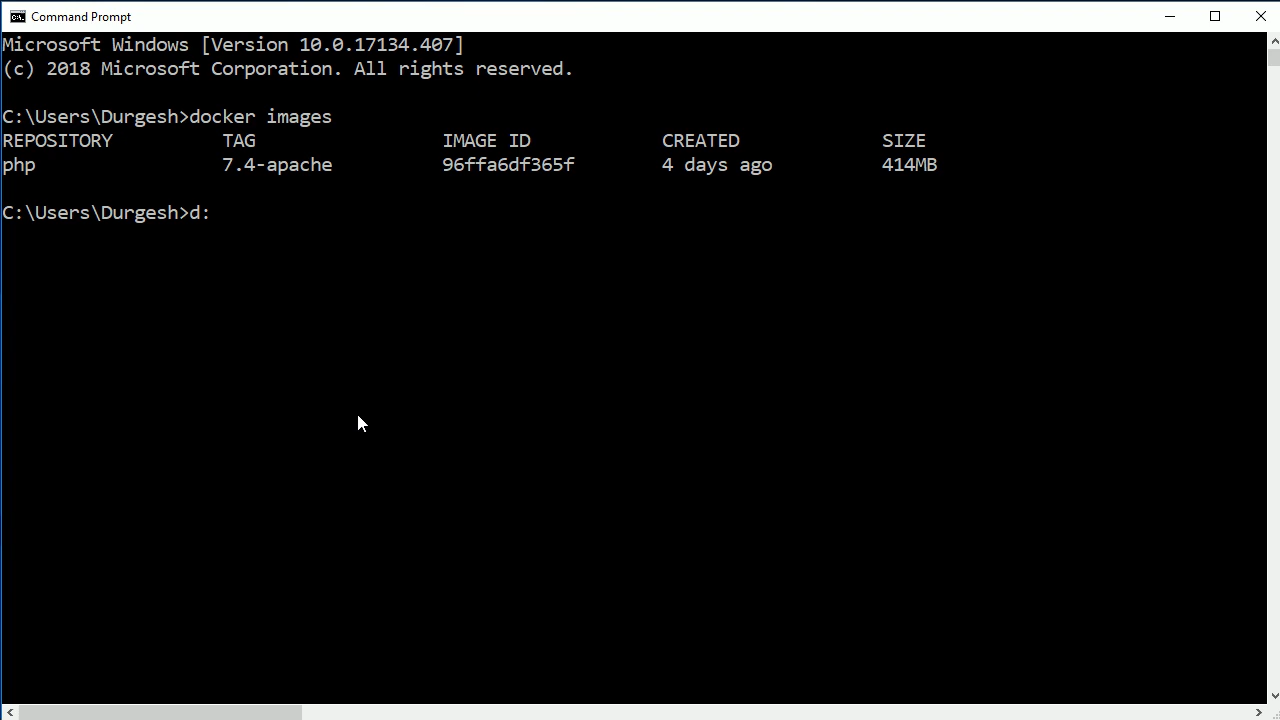 Command Prompt
Microsoft Windows [Version 10.0.17134.407]
(c) 2018 Microsoft Corporation. All rights reserved.
C:\Users\Durgesh>docker images
REPOSITORY TAG IMAGE ID CREATED SIZE
php 7.4-apache 96ffa6df365f 4 days ago 414MB
C:\Users\Durgesh>d: